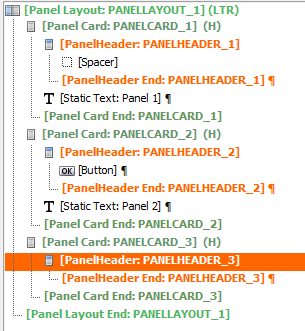 [Panel Layout: PANELLAYOUT_1] (LTR)
[Panel Card: PANELCARD_1] (H)
[PanelHeader: PANELHEADER_1]
[Spacer]
[PanelHeader End: PANELHEADER_1] ¶
T [Static Text: Panel 1] ¶
[Panel Card End: PANELCARD_1]
[Panel Card: PANELCARD_2] (H)
[PanelHeader: PANELHEADER_2]
OK [Button] ¶
[PanelHeader End: PANELHEADER_2] ¶
T [Static Text: Panel 2] ¶
[Panel Card End: PANELCARD_2]
[Panel Card: PANELCARD_3] (H)
[PanelHeader: PANELHEADER_3]
[PanelHeader End: PANELHEADER_3] ¶
[Panel Card End: PANELCARD_3]
[Panel Layout End: PANELLAYOUT_1]